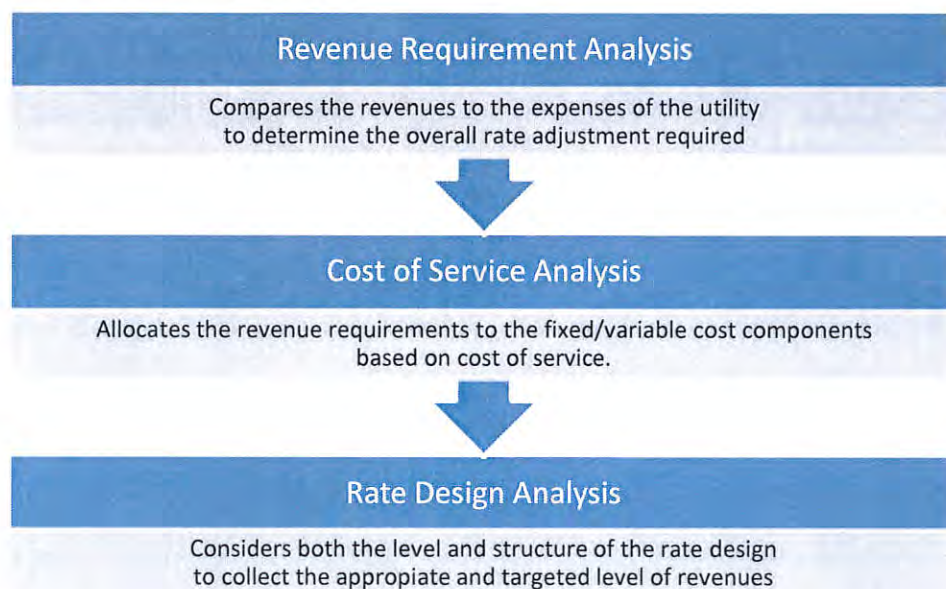 Revenue Requirement Analysis
Compares the revenues to the expenses of the utility
to determine the overall rate adjustment required
Cost of Service Analysis
Allocates the revenue requirements to the fixed/variable cost components
based on cost of service.
Rate Design Analysis
Considers both the level and structure of the rate design
to collect the appropiate and targeted level of revenues